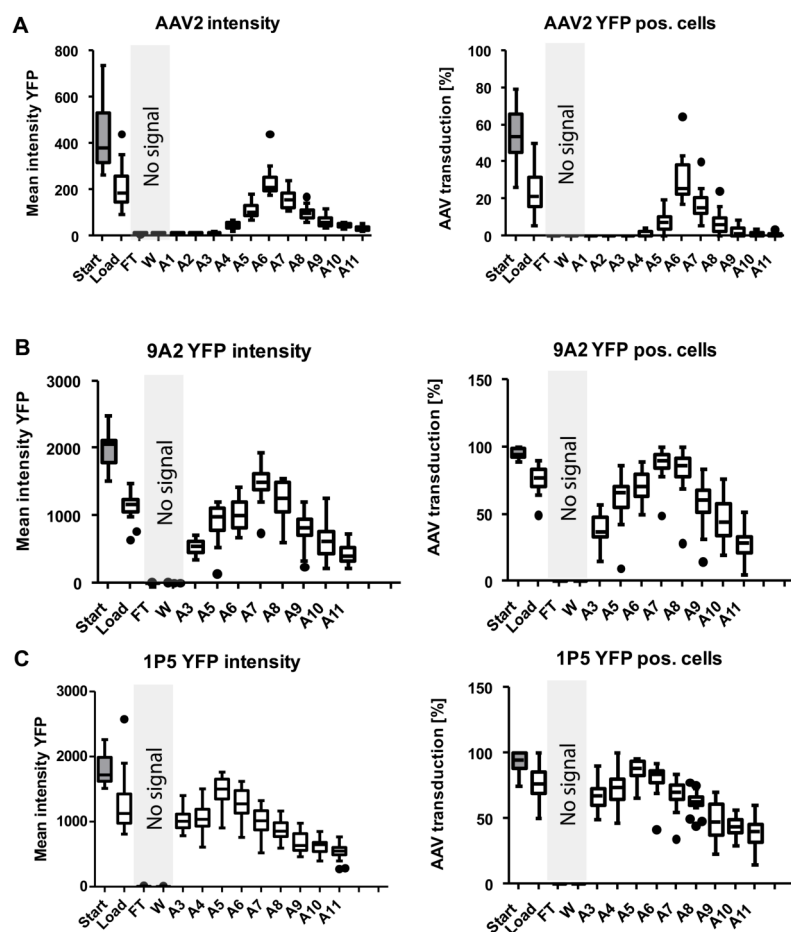 A
AAV2 intensity
Mean intensity YFP
800
600
400
200
0
No signal
Start
Load
FT
W
A1
A2
A3
A4
A5
A6
A7
A8
A9
A10
A11
AAV2 YFP pos. cells
AAV transduction [%]
100
80
60
40
20
0
No signal
Start
Load
FT
W
A1
A2
A3
A4
A5
A6
A7
A8
A9
A10
A11
B
9A2 YFP intensity
Mean intensity YFP
3000
2000
1000
0
No signal
Start
Load
FT
W
A3
A5
A6
A7
A8
A9
A10
A11
9A2 YFP pos. cells
AAV transduction [%]
150
100
50
0
No signal
Start
Load
FT
W
A3
A5
A6
A7
A8
A9
A10
A11
C
1P5 YFP intensity
Mean intensity YFP
3000
2000
1000
0
No signal
Start
Load
FT
W
A3
A4
A5
A6
A7
A8
A9
A10
A11
1P5 YFP pos. cells
AAV transduction [%]
150
100
50
0
No signal
Start
Load
FT
W
A3
A4
A5
A6
A7
A8
A9
A10
A11